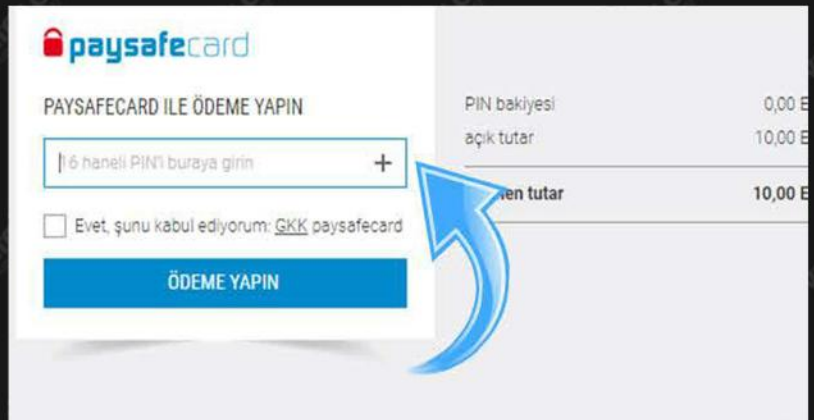 paysafecard
PAYSAFECARD ILE ÖDEME YAPIN
16 haneli PIN'i buraya girin
Evet, şunu kabul ediyorum: GKK paysafecard
ÖDEME YAPIN
PIN bakiyesi 0,00 E
açık tutar 10,00 E
tutar 10,00 E